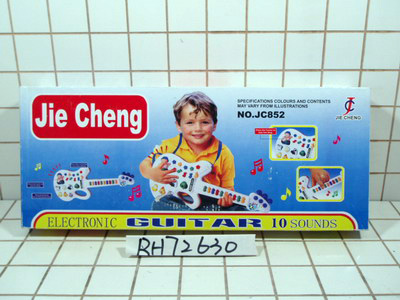 Jie Cheng
SPECIFICATIONS COLOURS AND CONTENTS
MAY VARY FROM ILLUSTRATIONS
NO.JC852
JIE CHENG
ELECTRONIC GUITAR 10 SOUNDS
RH72630